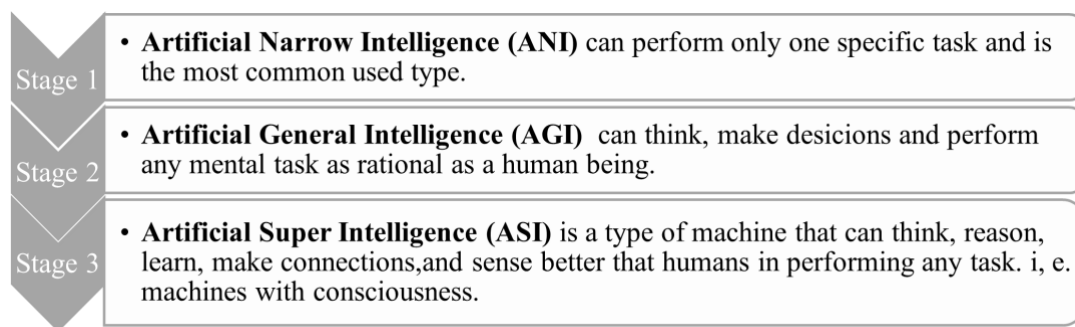 Stage 1
• Artificial Narrow Intelligence (ANI) can perform only one specific task and is
the most common used type.
Stage 2
• Artificial General Intelligence (AGI) can think, make desicions and perform
any mental task as rational as a human being.
Stage 3
• Artificial Super Intelligence (ASI) is a type of machine that can think, reason,
learn, make connections,and sense better that humans in performing any task. i, e.
machines with consciousness.